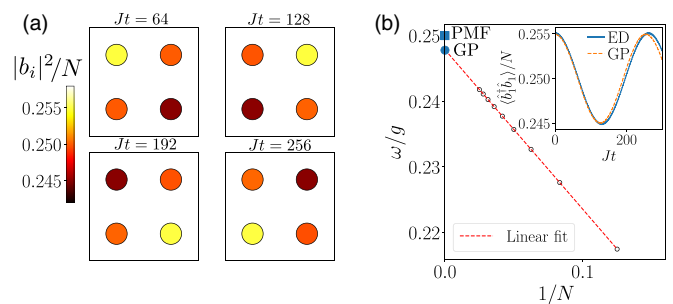 (a)
Jt = 64
Jt = 128
|b_i|²/N
0.255
0.250
0.245
Jt = 192
Jt = 256
(b)
0.25
0.24
0.23
0.22
ω/g
PMF
GP
0.255
0.250
0.245
⟨b̂₁†b̂₁⟩/N
ED
GP
0
200
Jt
Linear fit
0.0
0.1
1/N